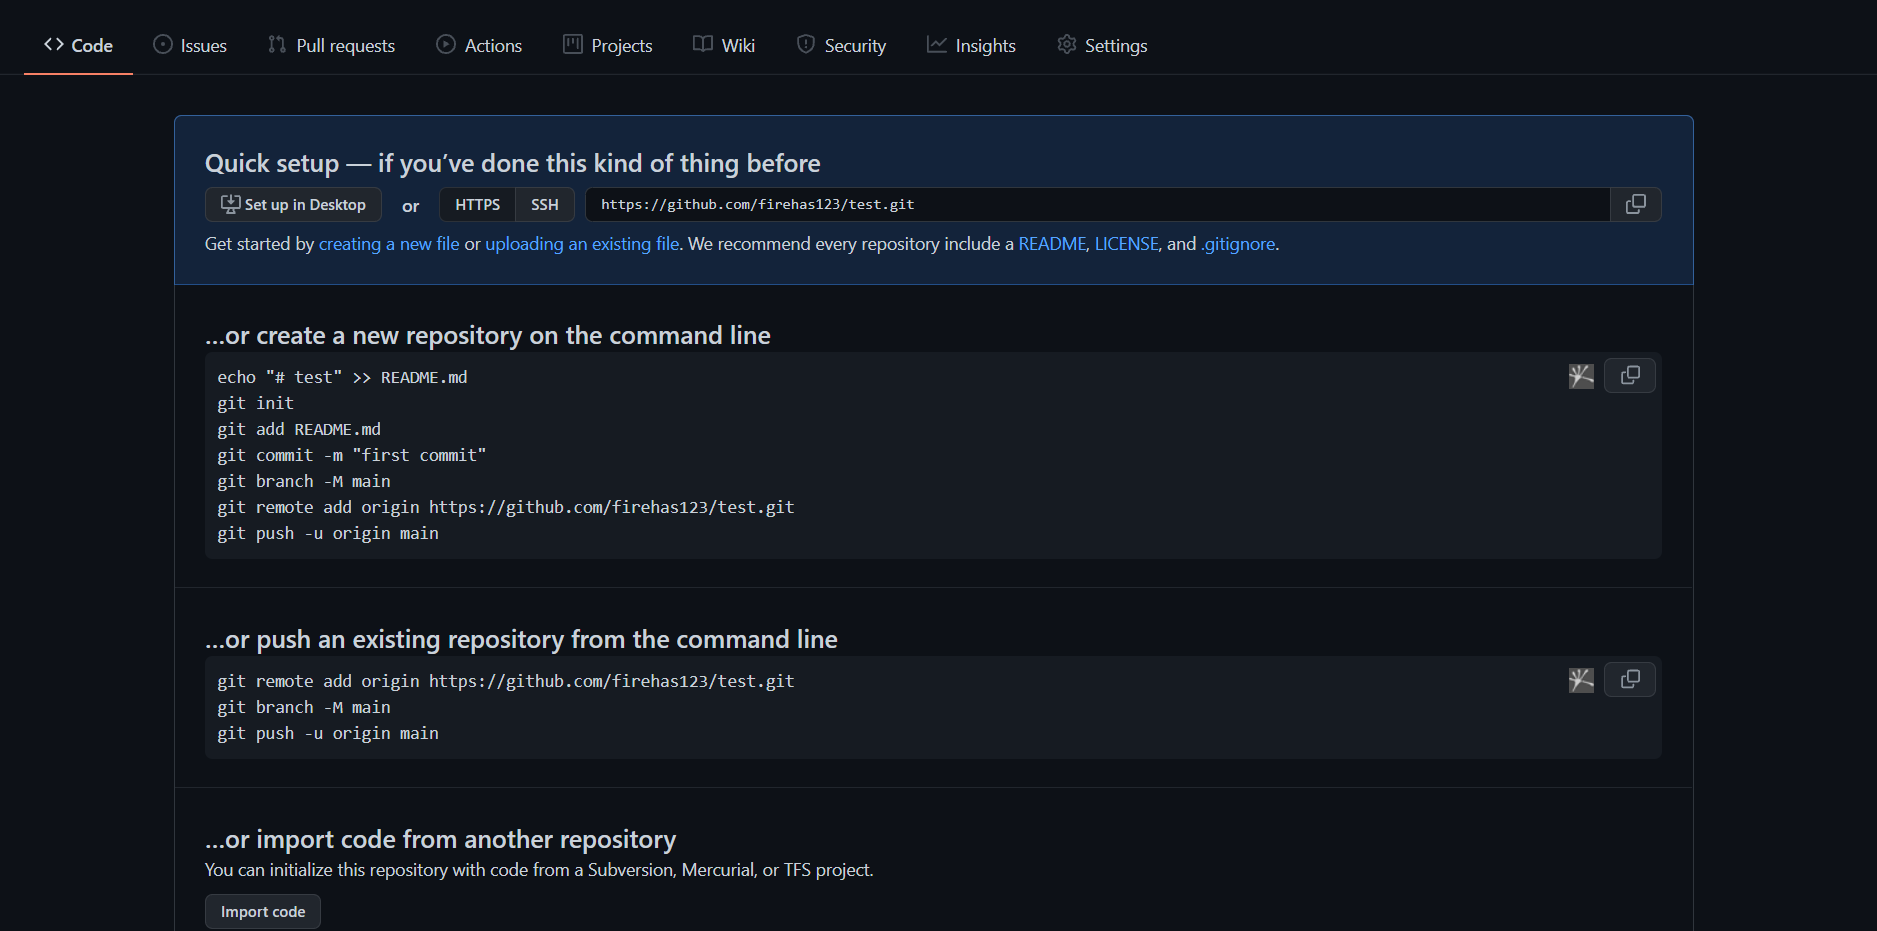 Code Issues Pull requests Actions Projects Wiki Security Insights Settings
Quick setup — if you’ve done this kind of thing before
Set up in Desktop or HTTPS SSH https://github.com/firehas123/test.git
Get started by creating a new file or uploading an existing file. We recommend every repository include a README, LICENSE, and .gitignore.
…or create a new repository on the command line
echo "# test" >> README.md
git init
git add README.md
git commit -m "first commit"
git branch -M main
git remote add origin https://github.com/firehas123/test.git
git push -u origin main
…or push an existing repository from the command line
git remote add origin https://github.com/firehas123/test.git
git branch -M main
git push -u origin main
…or import code from another repository
You can initialize this repository with code from a Subversion, Mercurial, or TFS project.
Import code